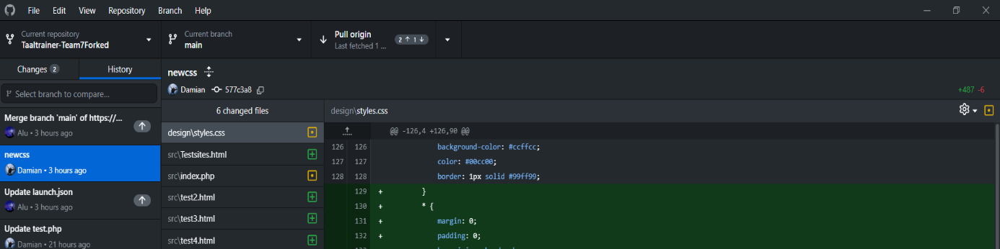 File Edit View Repository Branch Help
Current repository
Taaltrainer-Team7Forked
Current branch
main
Pull origin
Last fetched 1 ...
2 1
Changes 2 History
Select branch to compare...
Merge branch 'main' of https://...
Alu • 3 hours ago
newcss
Damian • 3 hours ago
Update launch.json
Alu • 3 hours ago
Update test.php
Damian • 21 hours ago
newcss
Damian 577c3a8
+487 -6
6 changed files
design\styles.css
src\Testsites.html
src\index.php
src\test2.html
src\test3.html
src\test4.html
design\styles.css
@@ -126,4 +126,90 @@
126 126 background-color: #ccffcc;
127 127 color: #00cc00;
128 128 border: 1px solid #99ff99;
129 + }
130 + * {
131 + margin: 0;
132 + padding: 0;